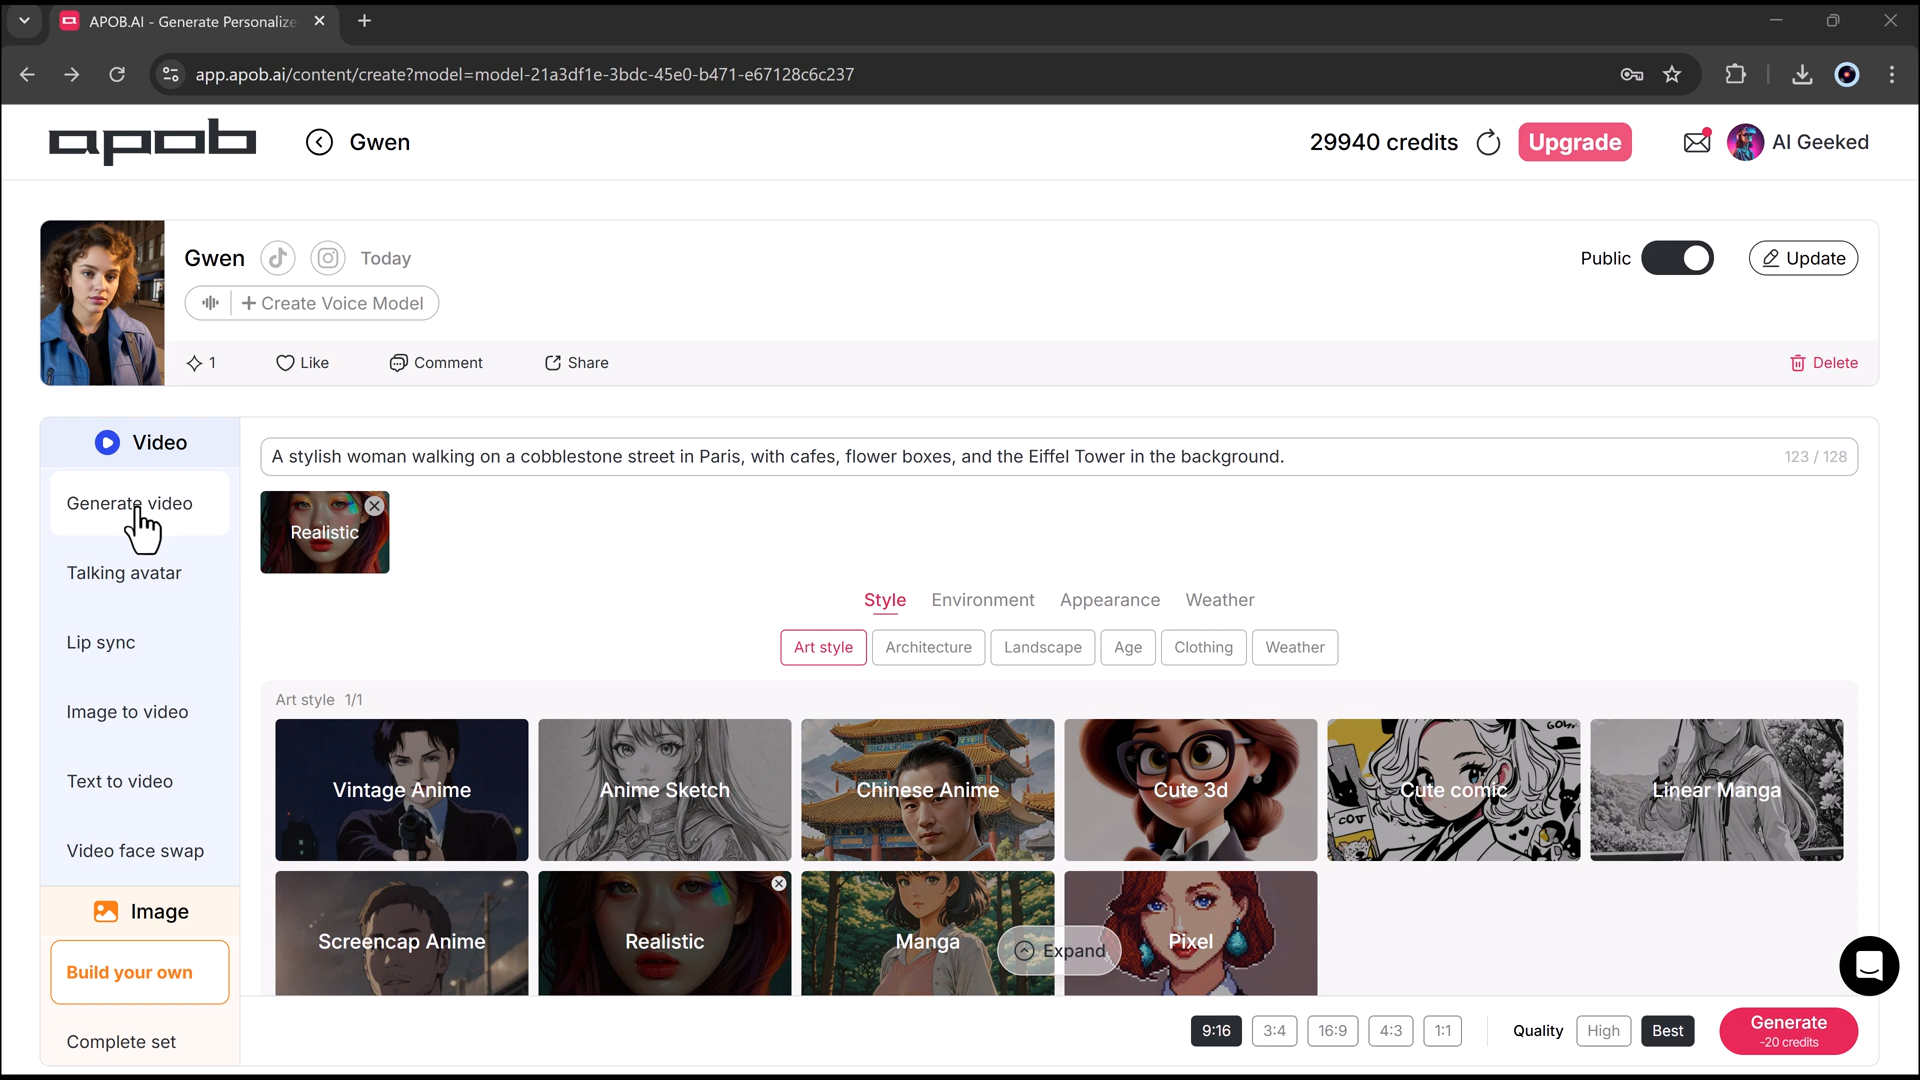 APOB.AI - Generate Personalize
app.apob.ai/content/create?model=model-21a3df1e-3bdc-45e0-b471-e67128c6c237
apob
Gwen
29940 credits
Upgrade
AI Geeked
Gwen
Today
Public
Update
+ Create Voice Model
1
Like
Comment
Share
Delete
Video
Generate video
Talking avatar
Lip sync
Image to video
Text to video
Video face swap
Image
Build your own
Complete set
A stylish woman walking on a cobblestone street in Paris, with cafes, flower boxes, and the Eiffel Tower in the background.
123 / 128
Realistic
Style Environment Appearance Weather
Art style Architecture Landscape Age Clothing Weather
Art style 1/1
Vintage Anime
Anime Sketch
Chinese Anime
Cute 3d
Cute comic
Linear Manga
Screencap Anime
Realistic
Manga
Pixel
Expand
9:16 3:4 16:9 4:3 1:1
Quality High Best
Generate
-20 credits